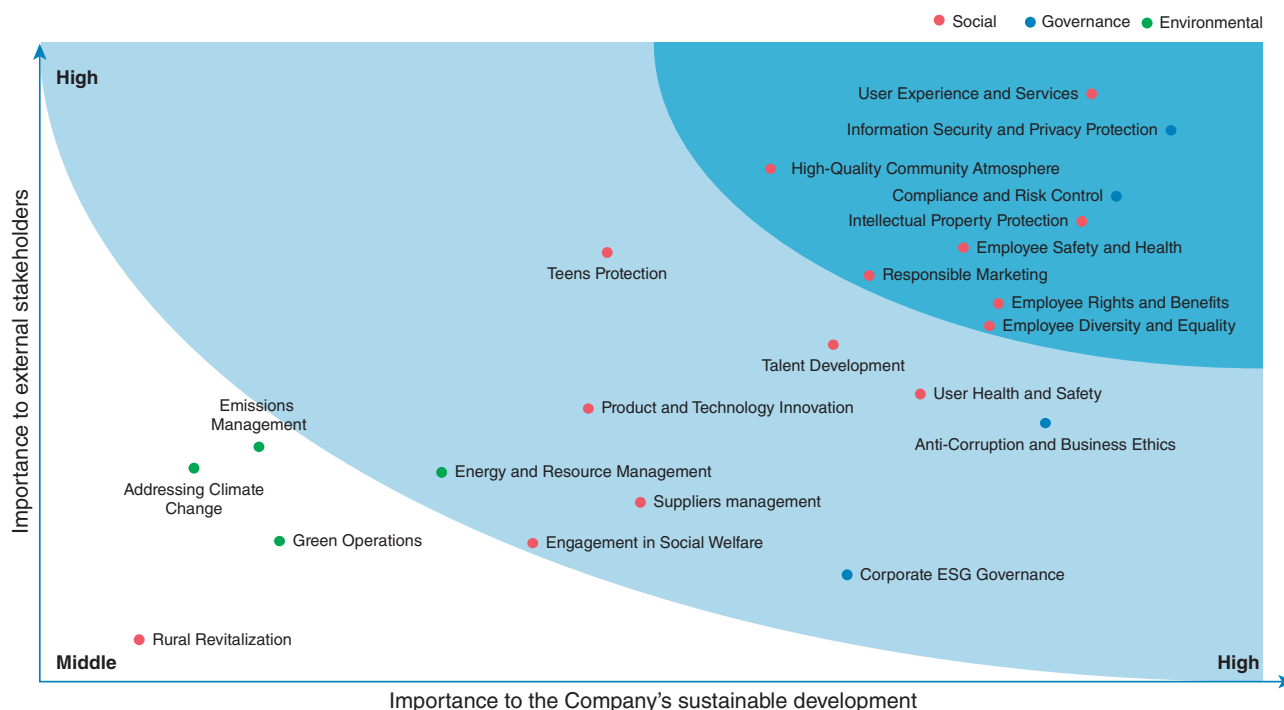 Social
Governance
Environmental
High
User Experience and Services
Information Security and Privacy Protection
High-Quality Community Atmosphere
Compliance and Risk Control
Intellectual Property Protection
Employee Safety and Health
Teens Protection
Responsible Marketing
Employee Rights and Benefits
Employee Diversity and Equality
Talent Development
User Health and Safety
Emissions
Management
Product and Technology Innovation
Anti-Corruption and Business Ethics
Energy and Resource Management
Addressing Climate
Change
Suppliers management
Green Operations
Engagement in Social Welfare
Corporate ESG Governance
Rural Revitalization
Middle
High
Importance to external stakeholders
Importance to the Company’s sustainable development